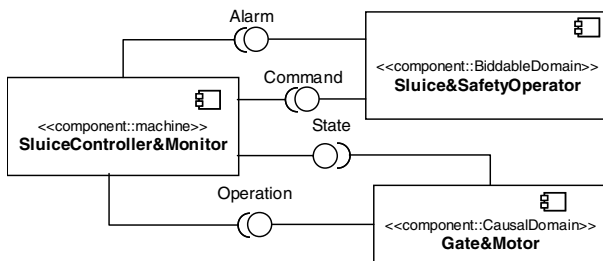 Alarm
<<component::BiddableDomain>>
Sluice&SafetyOperator
Command
<<component::machine>>
SluiceController&Monitor
State
Operation
<<component::CausalDomain>>
Gate&Motor